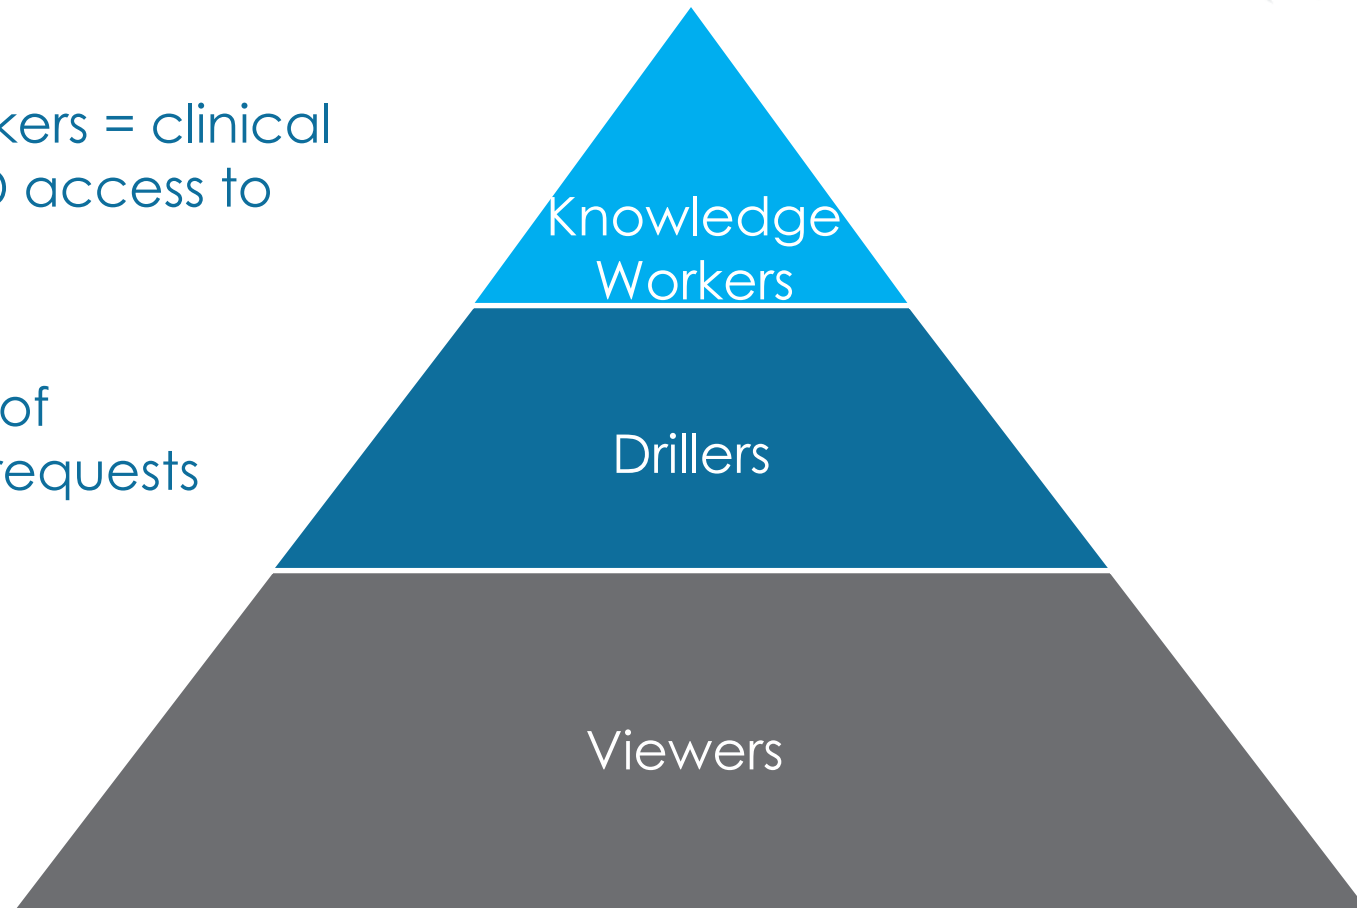 kers = clinical
access to
of
requests
Knowledge
Workers
Drillers
Viewers